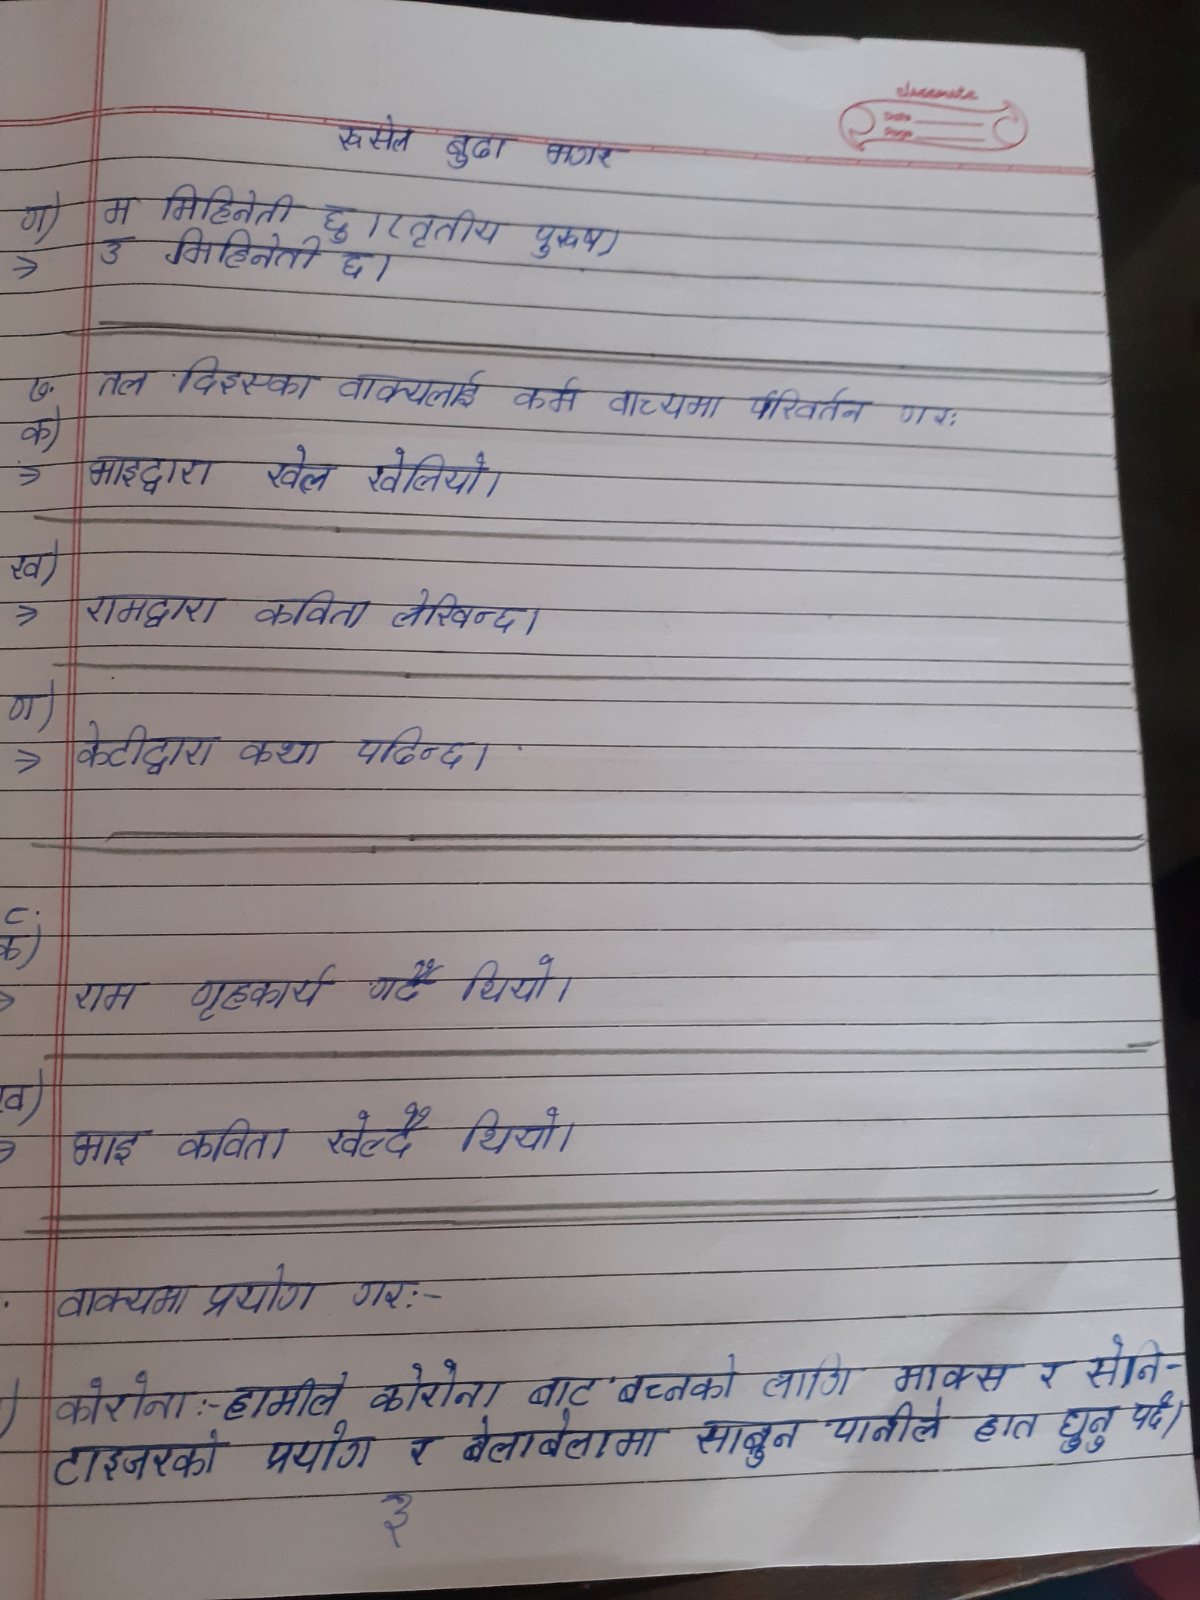 classmate
Date
Page
रुसेल बुढा मगर
ग) म मिहिनेती छु। (तृतीय पुरुष)
⇒ उ मिहिनेती छ।
७. तल दिइएका वाक्यलाई कर्म वाच्यमा परिवर्तन गर:
क)
⇒ भाइद्वारा खेल खेलियो।
ख)
⇒ रामद्वारा कविता लेखिन्छ।
ग)
⇒ केटीद्वारा कथा पढिन्छ।
८.
क)
⇒ राम गृहकार्य गर्दै थियो।
ख)
⇒ भाइ कविता खेल्दै थियो।
वाक्यमा प्रयोग गर:-
) कोरोना :- हामीले कोरोना बाट बच्नको लागि माक्स र सेनि-
टाइजरको प्रयोग र बेलाबेलामा साबुन पानीले हात धुनु पर्छ।
३